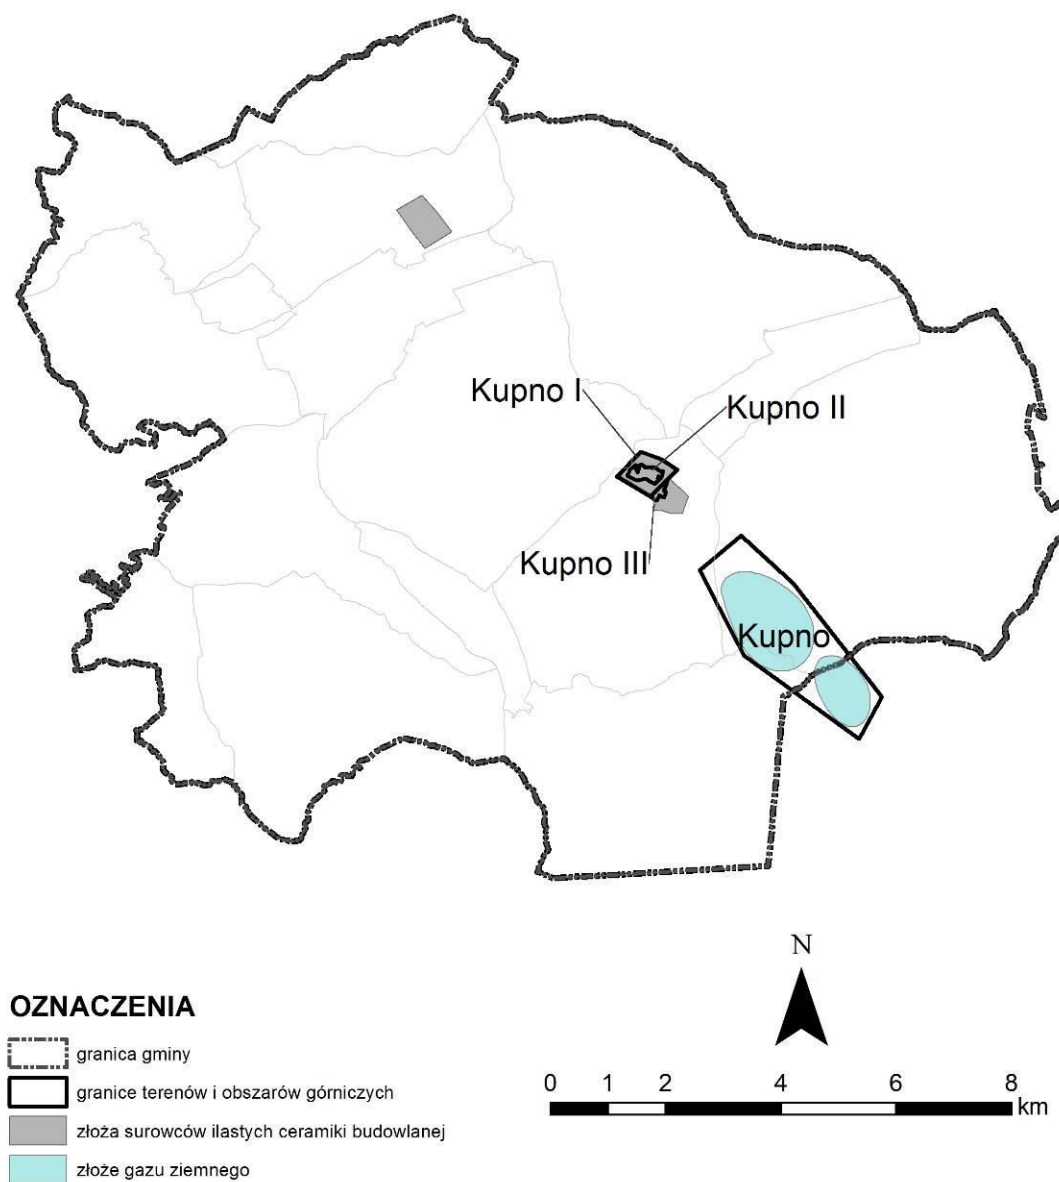 Kupno I
Kupno II
Kupno III
Kupno
N
OZNACZENIA
granica gminy
granice terenów i obszarów górniczych
złoża surowców ilastych ceramiki budowlanej
złoże gazu ziemnego
0 1 2 4 6 8
km